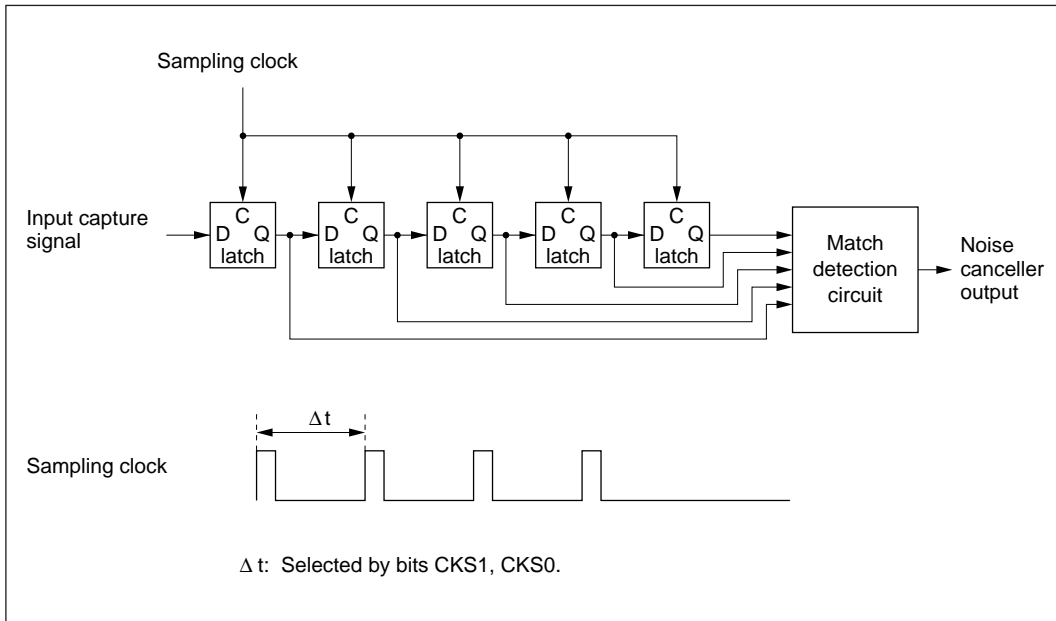 Sampling clock
Input capture
signal
C
D Q
latch
C
D Q
latch
C
D Q
latch
C
D Q
latch
C
D Q
latch
Match
detection
circuit
Noise
canceller
output
Δ t
Sampling clock
Δ t: Selected by bits CKS1, CKS0.